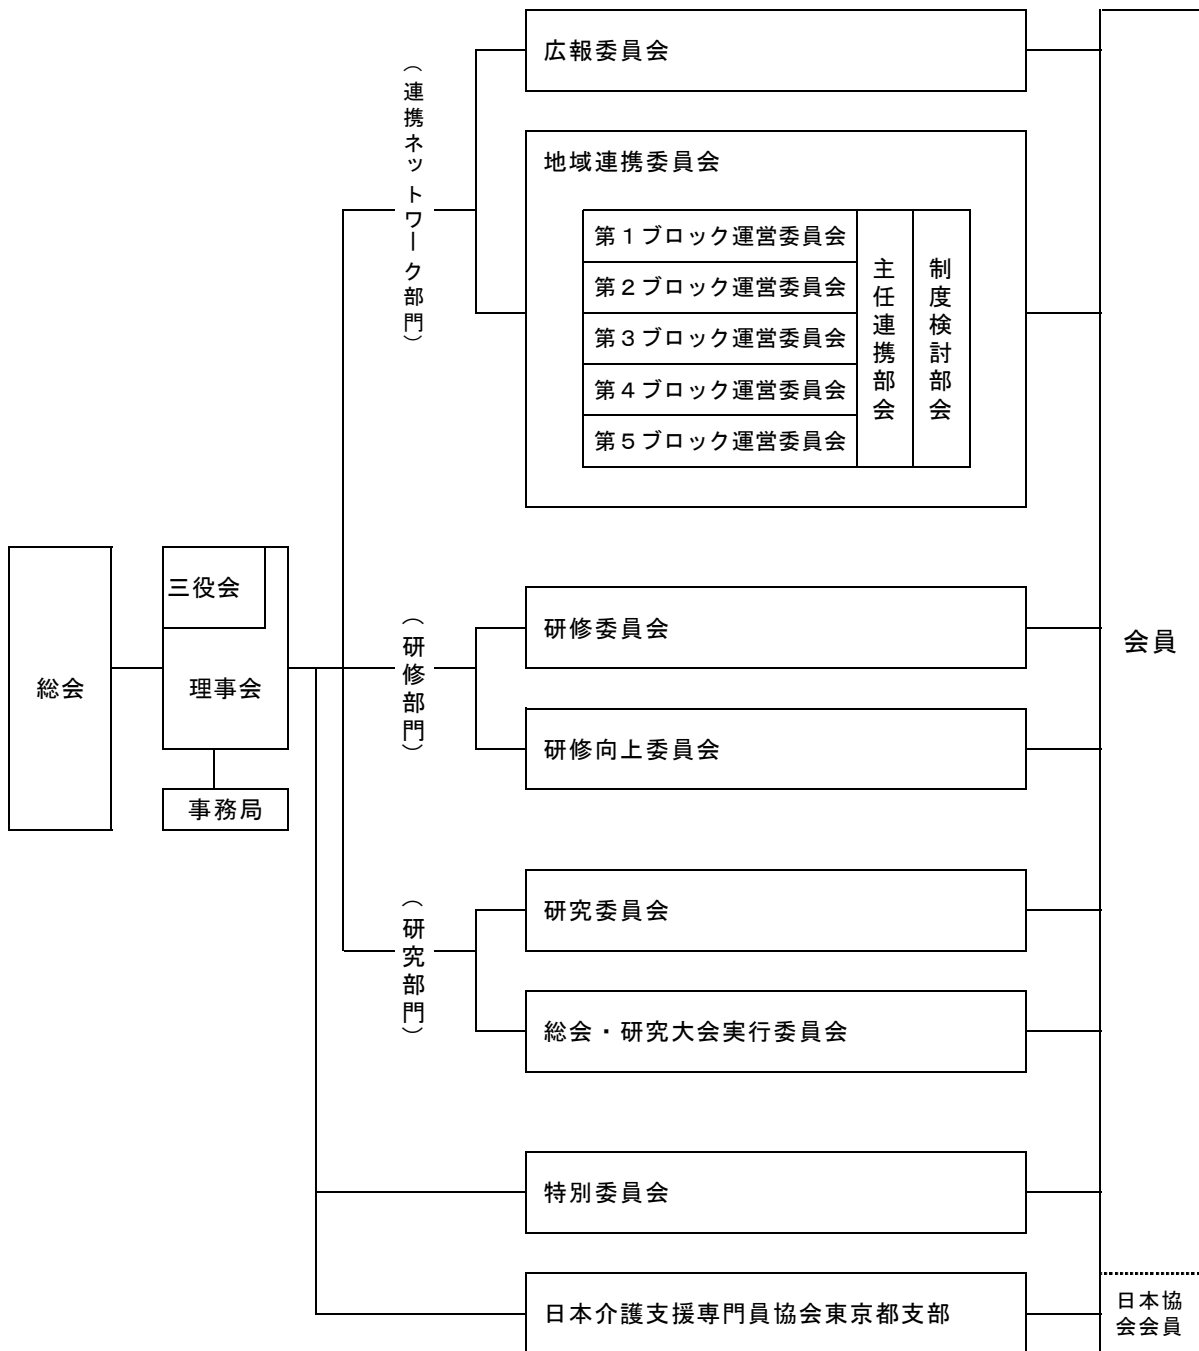 総会
三役会
理事会
事務局
（連携ネットワーク部門）
広報委員会
地域連携委員会
第１ブロック運営委員会
第２ブロック運営委員会
第３ブロック運営委員会
第４ブロック運営委員会
第５ブロック運営委員会
主任連携部会
制度検討部会
（研修部門）
研修委員会
研修向上委員会
（研究部門）
研究委員会
総会・研究大会実行委員会
特別委員会
日本介護支援専門員協会東京都支部
会員
日本協
会会員